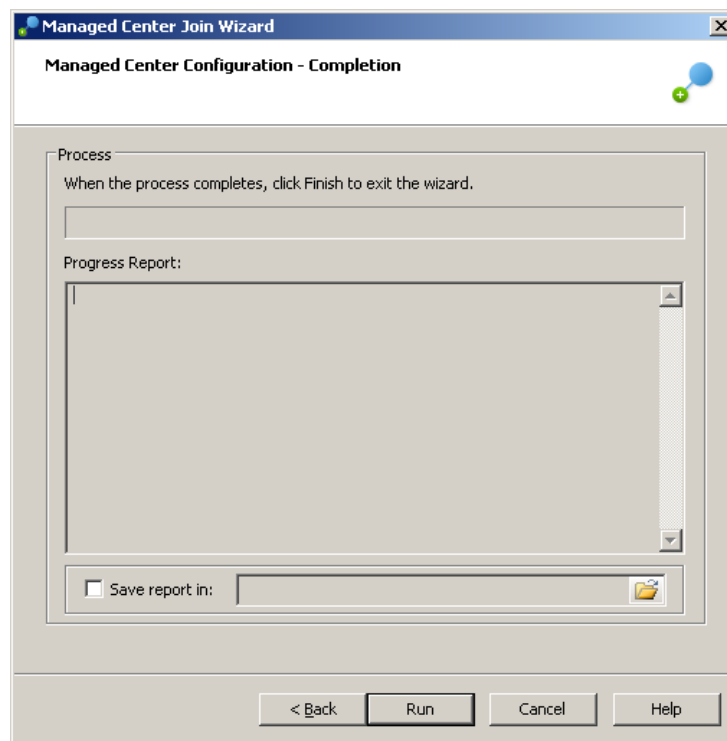 Managed Center Join Wizard
Managed Center Configuration - Completion
Process
When the process completes, click Finish to exit the wizard.
Progress Report:
Save report in:
< Back Run Cancel Help